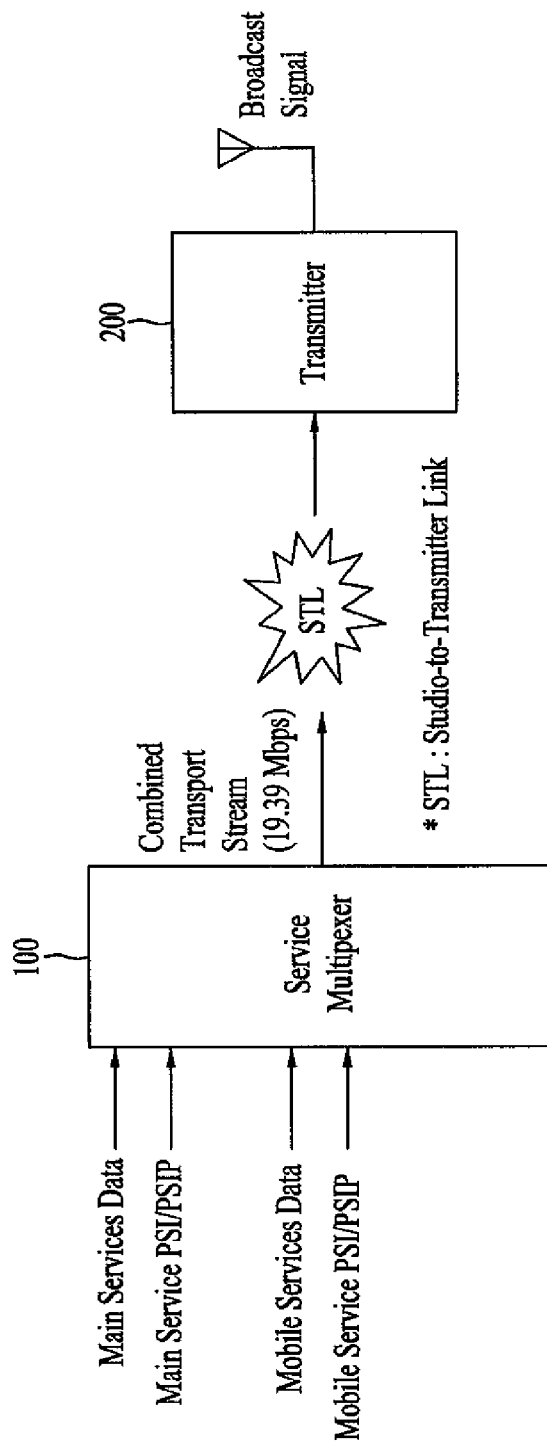 Main Services Data
Main Service PSI/PSIP
Mobile Services Data
Mobile Service PSI/PSIP
100
Service
Multipexer
Combined
Transport
Stream
(19.39 Mbps)
STL
* STL : Studio-to-Transmitter Link
200
Transmitter
Broadcast
Signal